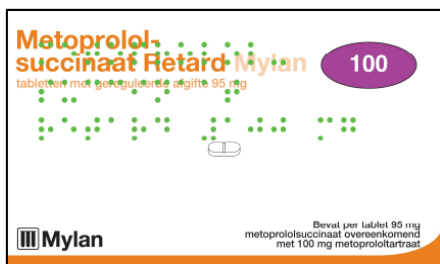 Metoprolol-
succinaat Retard Mylan
tabletten met gereguleerde afgifte 95 mg
100
Mylan
Bevat per tablet 95 mg
metoprololsuccinaat overeenkomend
met 100 mg metoprololtartraat